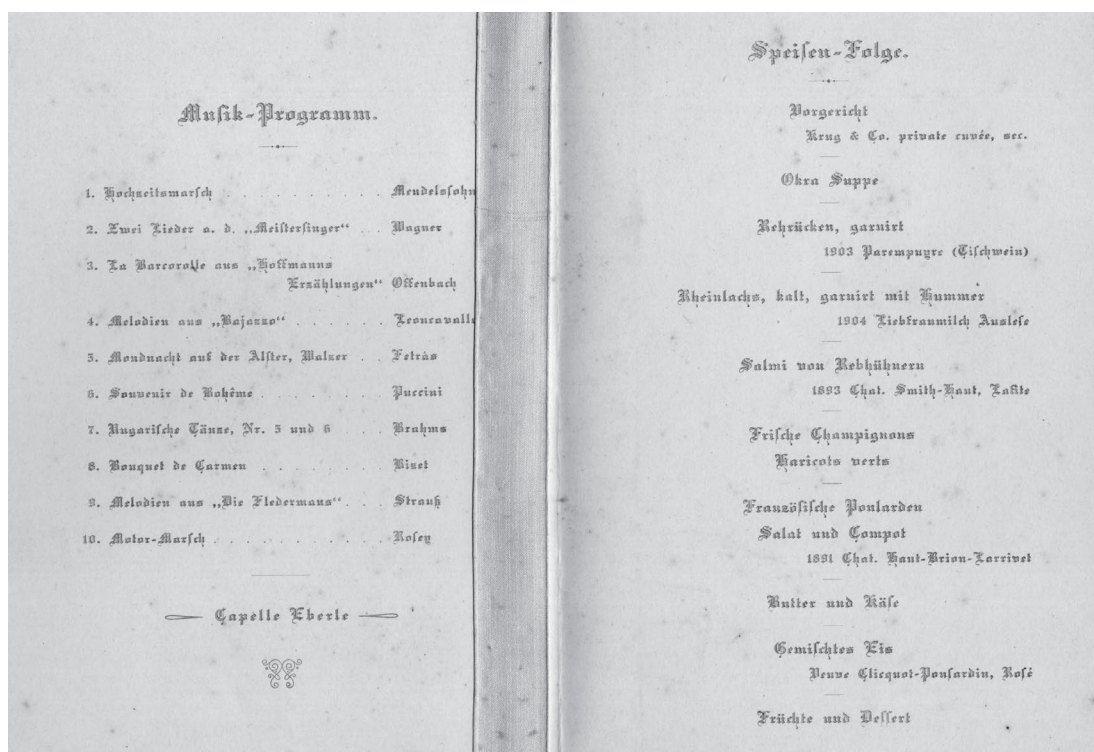 Musik-Programm.
1. Hochzeitsmarsch . . . . . . . . . . Mendelssohn
2. Zwei Lieder a. d. „Meistersinger“ . . . Wagner
3. La Barcorolle aus „Hoffmanns
Erzählungen“ Offenbach
4. Melodien aus „Bajazzo“ . . . . . . Leoncavall
5. Mondnacht auf der Alster, Walzer . . Fetrás
6. Souvenir de Bohême . . . . . . . . Puccini
7. Ungarische Tänze, Nr. 5 und 6 . . . Brahms
8. Bouquet de Carmen . . . . . . . . Bizet
9. Melodien aus „Die Fledermaus“ . . . Strauß
10. Motor-Marsch . . . . . . . . . . . Rosey
Capelle Eberle
Speisen-Folge.
Vorgericht
Krug & Co. private cuvée, sec.
Okra Suppe
Rehrücken, garnirt
1903 Parempuyre (Tischwein)
Rheinlachs, kalt, garnirt mit Hummer
1904 Liebfraumilch Auslese
Salmi von Rebhühnern
1893 Chat. Smith-Haut, Lafite
Frische Champignons
Haricots verts
Französische Poularden
Salat und Compot
1891 Chat. Haut-Brion-Larrivet
Butter und Käse
Gemischtes Eis
Veuve Clicquot-Ponsardin, Rosé
Früchte und Dessert